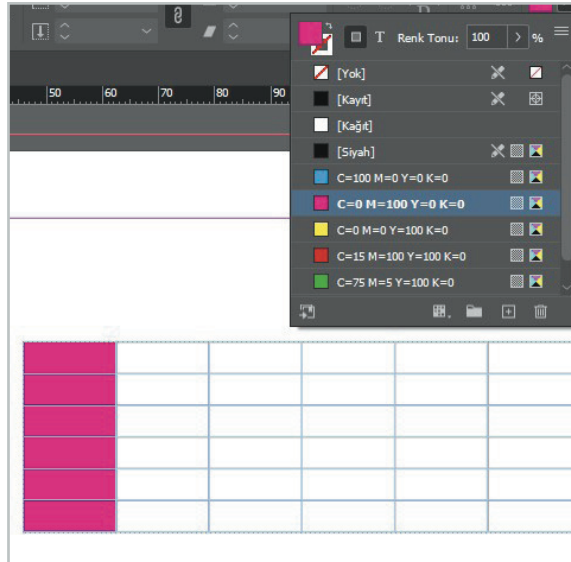 T Renk Tonu: 100 > %
[Yok]
50 60 70 80 90
[Kayıt]
[Kağıt]
[Siyah]
C=100 M=0 Y=0 K=0
C=0 M=100 Y=0 K=0
C=0 M=0 Y=100 K=0
C=15 M=100 Y=100 K=0
C=75 M=5 Y=100 K=0